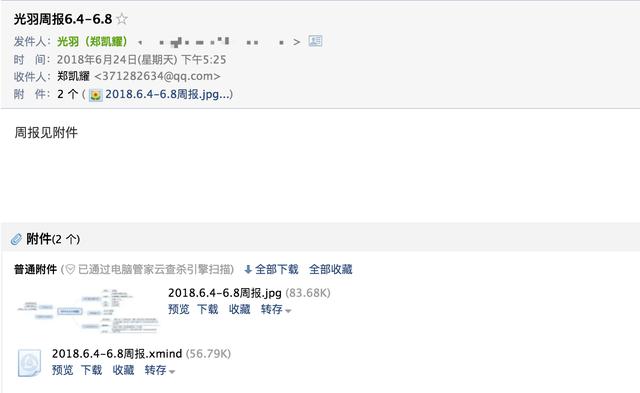 光羽周报6.4-6.8
发件人：光羽（郑凯耀） >
时 间：2018年6月24日(星期天) 下午5:25
收件人：郑凯耀 <371282634@qq.com>
附 件：2 个 ( 2018.6.4-6.8周报.jpg...)
周报见附件
附件(2 个)
普通附件 (已通过电脑管家云查杀引擎扫描) 全部下载 全部收藏
2018.6.4-6.8周报.jpg (83.68K)
预览 下载 收藏 转存
2018.6.4-6.8周报.xmind (56.79K)
预览 下载 收藏 转存